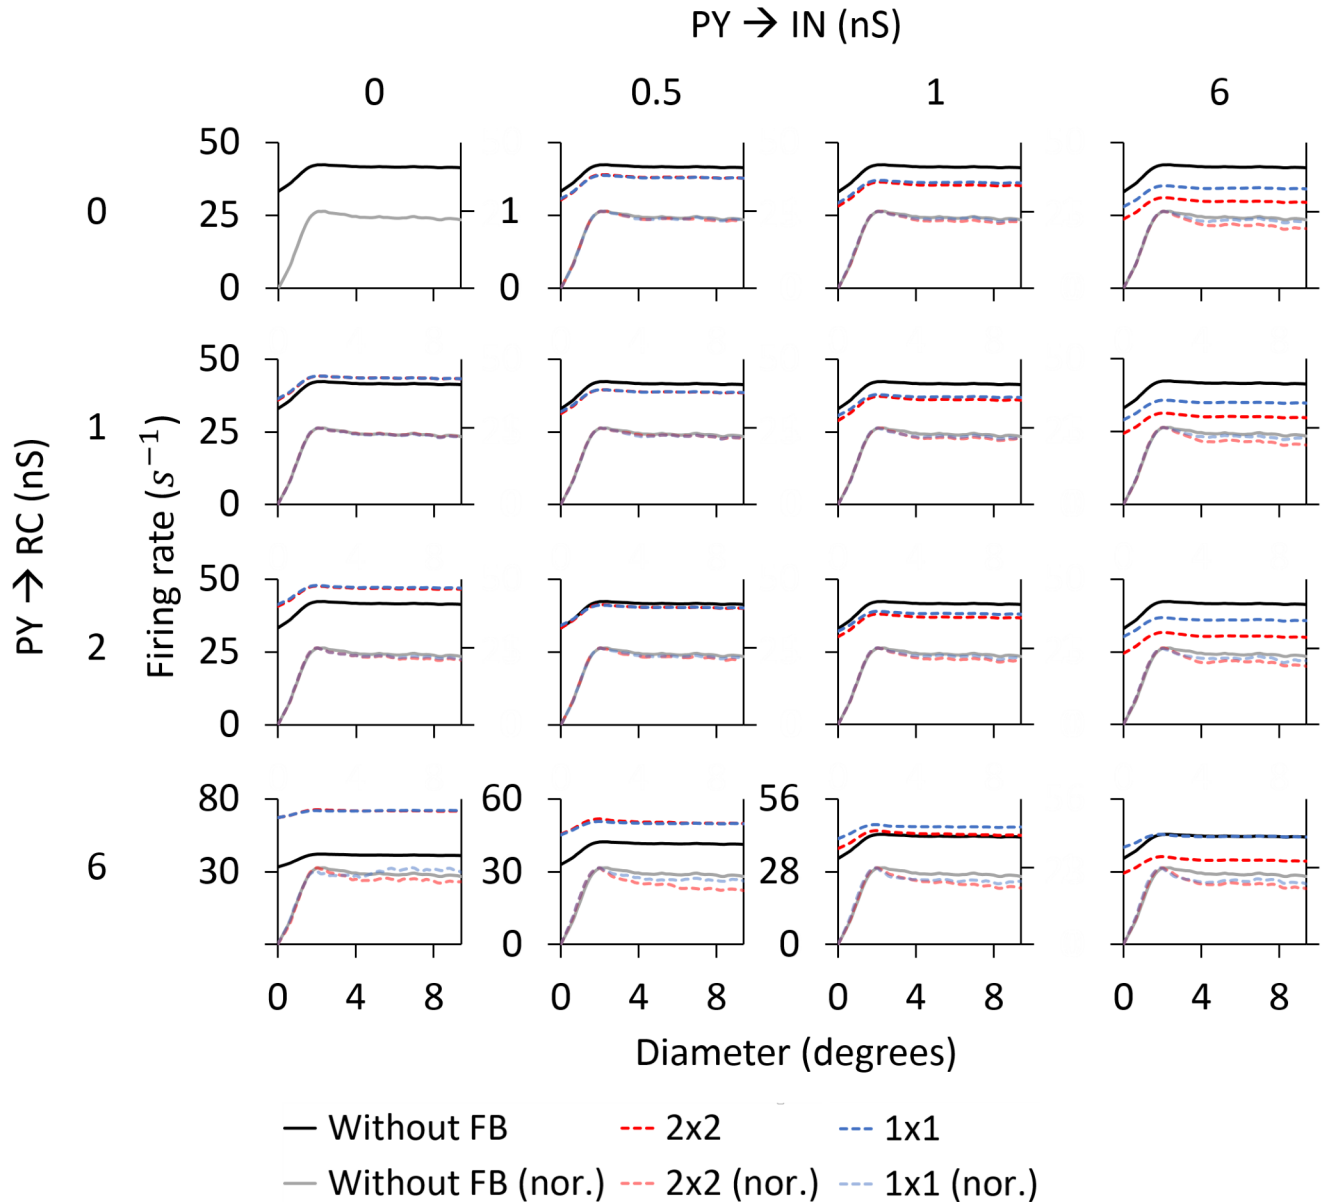 PY → IN (nS)
0 0.5 1 6
50
25
0
1
0
0
50
25
0
1
50
25
0
2
80
30
6
60
30
0
56
28
0
PY → RC (nS)
Firing rate (s⁻¹)
0 4 8 0 4 8 0 4 8 0 4 8
Diameter (degrees)
Without FB 2x2 1x1
Without FB (nor.) 2x2 (nor.) 1x1 (nor.)